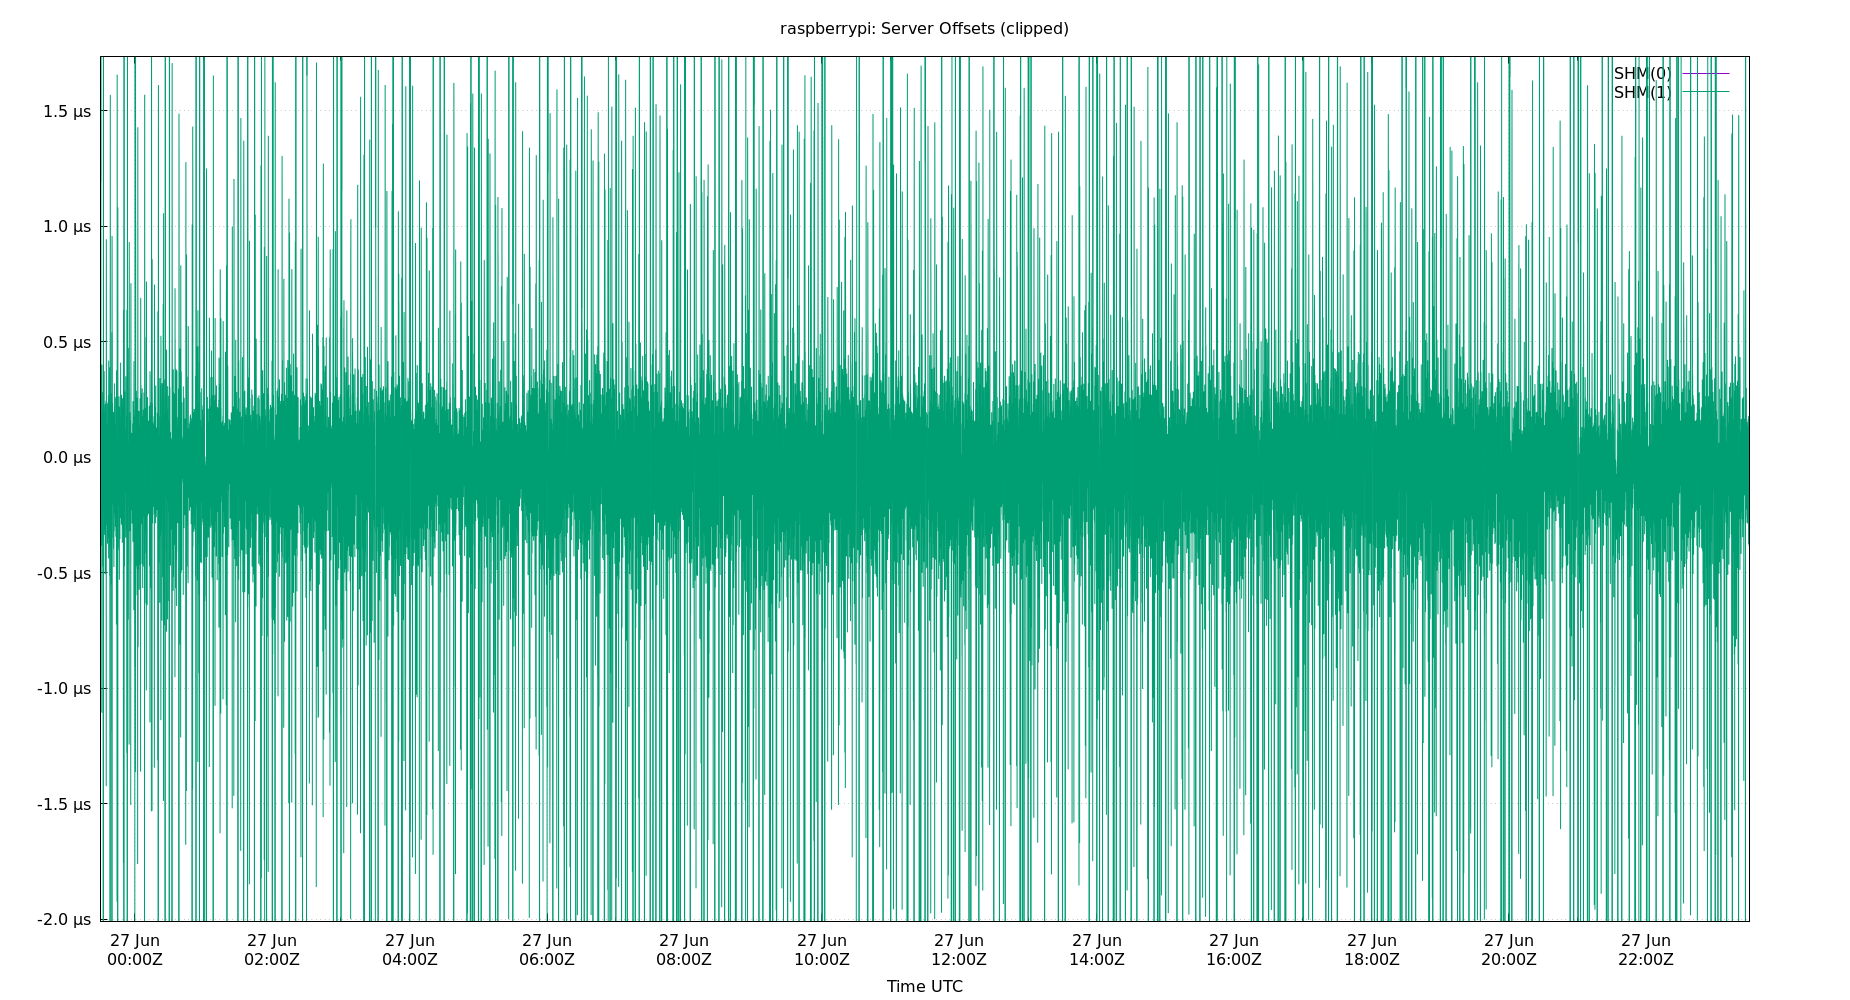 raspberrypi: Server Offsets (clipped)
SHM(0)
SHM(1)
1.5 µs
1.0 µs
0.5 µs
0.0 µs
-0.5 µs
-1.0 µs
-1.5 µs
-2.0 µs
27 Jun 27 Jun 27 Jun 27 Jun 27 Jun 27 Jun 27 Jun 27 Jun 27 Jun 27 Jun 27 Jun 27 Jun
00:00Z 02:00Z 04:00Z 06:00Z 08:00Z 10:00Z 12:00Z 14:00Z 16:00Z 18:00Z 20:00Z 22:00Z
Time UTC